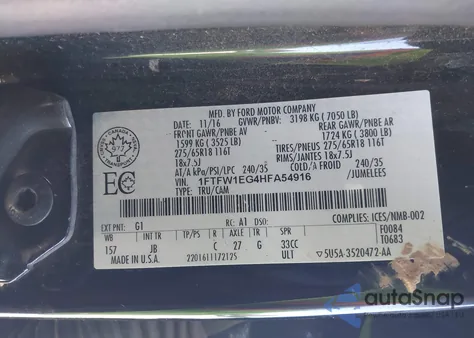 MFD. BY FORD MOTOR COMPANY
DATE: 11/16 GVWR/PNBV: 3198 KG ( 7050 LB)
FRONT GAWR/PNBE AV REAR GAWR/PNBE AR
1599 KG ( 3525 LB) 1724 KG ( 3800 LB)
275/65R18 116T TIRES/PNEUS 275/65R18 116T
18x7.5J RIMS/JANTES 18x7.5J
AT/A kPa/PSI/LPC 240/35 COLD/A FROID 240/35
1FTFW1EG4HFA54916 /JUMELEES
TYPE: TRU/CAM
CANADA
TRANSPORT
EC
EXT PNT: G1 RC: A1 DSO: COMPLIES: ICES/NMB-002
WB INT TR TP/PS R AXLE TR SPR F0084
157 JB C 27 G 33CC T0683
MADE IN U.S.A. 2201611172125 ULT 5U5A-3520472-AA
autoSnap